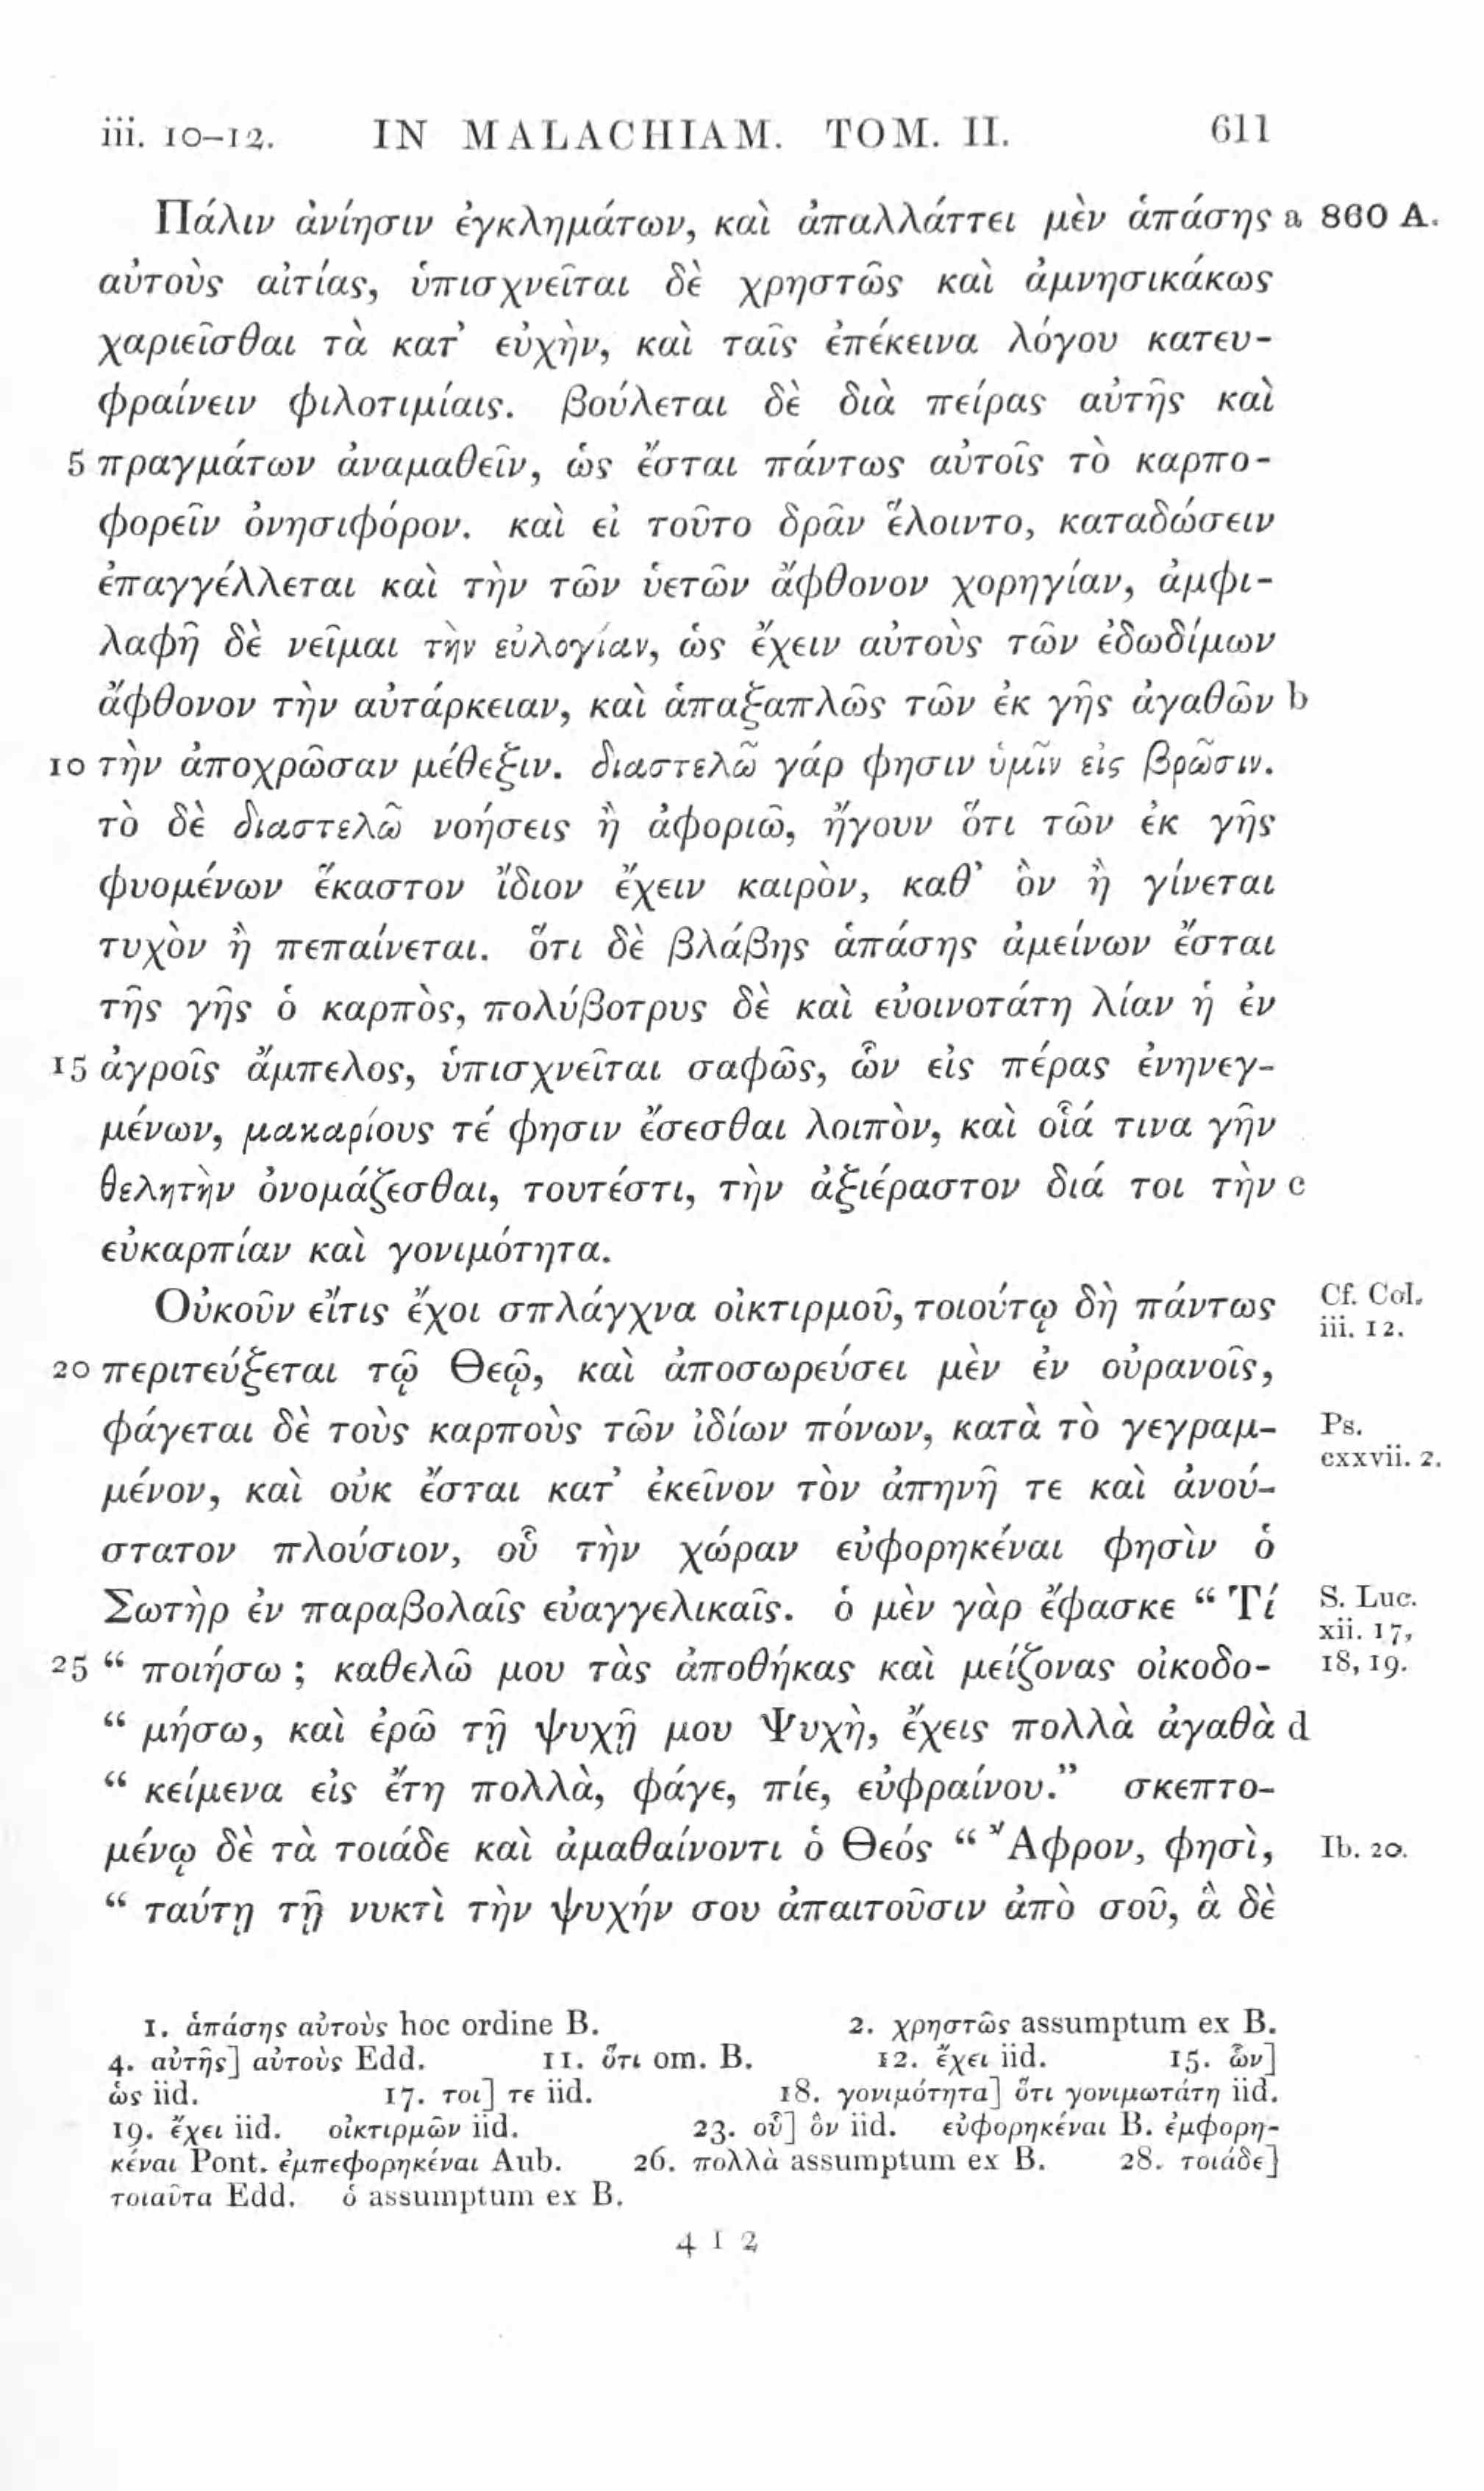 iii. 10–12. IN MALACHIAM. TOM. II. 611
Πάλιν ἀνίησιν ἐγκλημάτων, καὶ ἀπαλλάττει μὲν ἁπάσης a 860 A.
αὐτοὺς αἰτίας, ὑπισχνεῖται δὲ χρηστῶς καὶ ἀμνησικάκως
χαριεῖσθαι τὰ κατ’ εὐχὴν, καὶ ταῖς ἐπέκεινα λόγου κατευ-
φραίνειν φιλοτιμίαις. βούλεται δὲ διὰ πείρας αὐτῆς καὶ
5 πραγμάτων ἀναμαθεῖν, ὡς ἔσται πάντως αὐτοῖς τὸ καρπο-
φορεῖν ὀνησιφόρον. καὶ εἰ τοῦτο δρᾶν ἕλοιντο, καταδώσειν
ἐπαγγέλλεται καὶ τὴν τῶν ὑετῶν ἄφθονον χορηγίαν, ἀμφι-
λαφῆ δὲ νεῖμαι τὴν εὐλογίαν, ὡς ἔχειν αὐτοὺς τῶν ἐδωδίμων
ἄφθονον τὴν αὐτάρκειαν, καὶ ἁπαξαπλῶς τῶν ἐκ γῆς ἀγαθῶν b
10 τὴν ἀποχρῶσαν μέθεξιν. διαστελῶ γάρ φησιν ὑμῖν εἰς βρῶσιν.
τὸ δὲ διαστελῶ νοήσεις ἢ ἀφοριῶ, ἤγουν ὅτι τῶν ἐκ γῆς
φυομένων ἕκαστον ἴδιον ἔχειν καιρὸν, καθ’ ὃν ἢ γίνεται
τυχὸν ἢ πεπαίνεται. ὅτι δὲ βλάβης ἁπάσης ἀμείνων ἔσται
τῆς γῆς ὁ καρπὸς, πολύβοτρυς δὲ καὶ εὐοινοτάτη λίαν ἡ ἐν
15 ἀγροῖς ἄμπελος, ὑπισχνεῖται σαφῶς, ὧν εἰς πέρας ἐνηνεγ-
μένων, μακαρίους τέ φησιν ἔσεσθαι λοιπὸν, καὶ οἷά τινα γῆν
θελητὴν ὀνομάζεσθαι, τουτέστι, τὴν ἀξιέραστον διά τοι τὴν c
εὐκαρπίαν καὶ γονιμότητα.
Οὐκοῦν εἴτις ἔχοι σπλάγχνα οἰκτιρμοῦ, τοιούτῳ δὴ πάντως Cf. Col.
iii. 12.
20 περιτεύξεται τῷ Θεῷ, καὶ ἀποσωρεύσει μὲν ἐν οὐρανοῖς,
φάγεται δὲ τοὺς καρποὺς τῶν ἰδίων πόνων, κατὰ τὸ γεγραμ- Ps.
cxxvii. 2.
μένον, καὶ οὐκ ἔσται κατ’ ἐκεῖνον τὸν ἀπηνῆ τε καὶ ἀνού-
στατον πλούσιον, οὗ τὴν χώραν εὐφορηκέναι φησὶν ὁ
Σωτὴρ ἐν παραβολαῖς εὐαγγελικαῖς. ὁ μὲν γὰρ ἔφασκε “ Τί S. Luc.
xii. 17,
25 “ ποιήσω ; καθελῶ μου τὰς ἀποθήκας καὶ μείζονας οἰκοδο- 18, 19.
“ μήσω, καὶ ἐρῶ τῇ ψυχῇ μου Ψυχὴ, ἔχεις πολλὰ ἀγαθὰ d
“ κείμενα εἰς ἔτη πολλὰ, φάγε, πίε, εὐφραίνου.” σκεπτο-
μένῳ δὲ τὰ τοιάδε καὶ ἀμαθαίνοντι ὁ Θεός “ Ἄφρον, φησὶ, Ib. 20.
“ ταύτῃ τῇ νυκτὶ τὴν ψυχήν σου ἀπαιτοῦσιν ἀπὸ σοῦ, ἃ δὲ
1. ἁπάσης αὐτοὺς hoc ordine B. 2. χρηστῶς assumptum ex B.
4. αὐτῆς] αὐτοὺς Edd. 11. ὅτι om. B. 12. ἔχει iid. 15. ὧν]
ὡς iid. 17. τοι] τε iid. 18. γονιμότητα] ὅτι γονιμωτάτη iid.
19. ἔχει iid. οἰκτιρμῶν iid. 23. οὗ] ὃν iid. εὐφορηκέναι B. ἐμφορη-
κέναι Pont. ἐμπεφορηκέναι Aub. 26. πολλὰ assumptum ex B. 28. τοιάδε]
τοιαῦτα Edd. ὁ assumptum ex B.
4 I 2